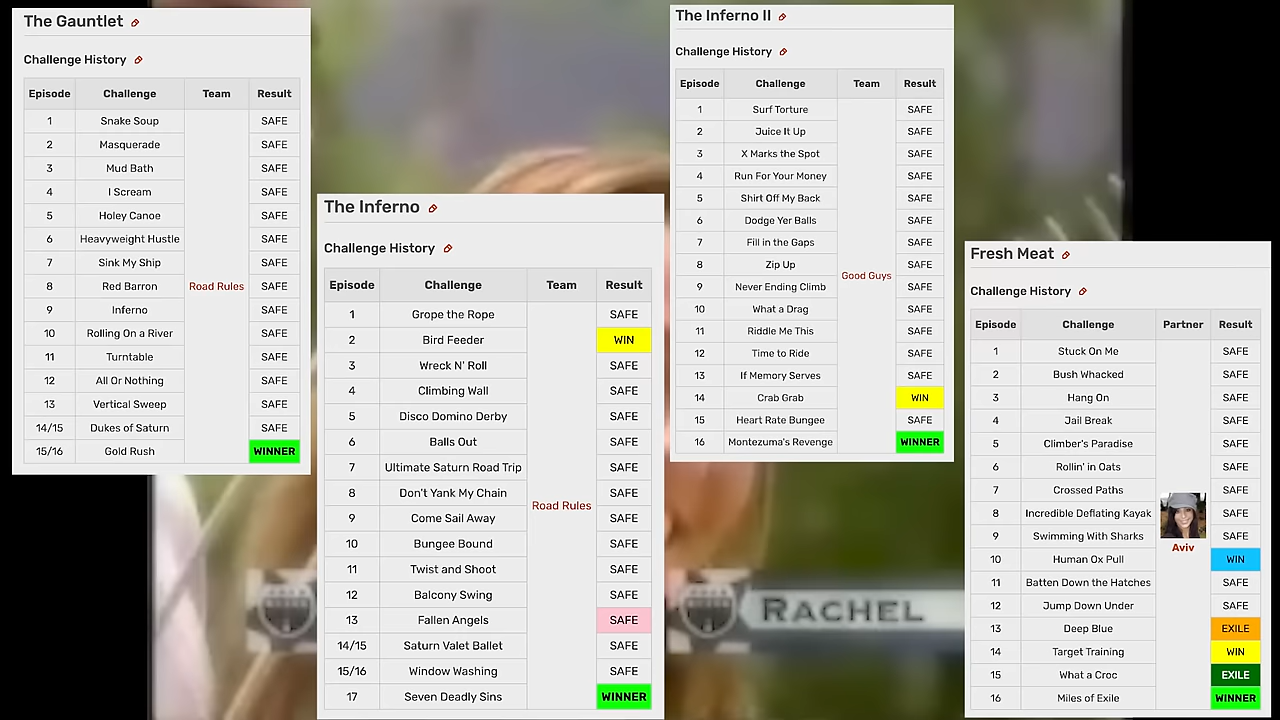 The Gauntlet
Challenge History
Episode Challenge Team Result
1 Snake Soup SAFE
2 Masquerade SAFE
3 Mud Bath SAFE
4 I Scream SAFE
5 Holey Canoe SAFE
6 Heavyweight Hustle SAFE
7 Sink My Ship SAFE
8 Red Barron Road Rules SAFE
9 Inferno SAFE
10 Rolling On a River SAFE
11 Turntable SAFE
12 All Or Nothing SAFE
13 Vertical Sweep SAFE
14/15 Dukes of Saturn SAFE
15/16 Gold Rush WINNER
The Inferno
Challenge History
Episode Challenge Team Result
1 Grope the Rope SAFE
2 Bird Feeder WIN
3 Wreck N' Roll SAFE
4 Climbing Wall SAFE
5 Disco Domino Derby SAFE
6 Balls Out SAFE
7 Ultimate Saturn Road Trip SAFE
8 Don't Yank My Chain SAFE
Road Rules
9 Come Sail Away SAFE
10 Bungee Bound SAFE
11 Twist and Shoot SAFE
12 Balcony Swing SAFE
13 Fallen Angels SAFE
14/15 Saturn Valet Ballet SAFE
15/16 Window Washing SAFE
17 Seven Deadly Sins WINNER
The Inferno II
Challenge History
Episode Challenge Team Result
1 Surf Torture SAFE
2 Juice It Up SAFE
3 X Marks the Spot SAFE
4 Run For Your Money SAFE
5 Shirt Off My Back SAFE
6 Dodge Yer Balls SAFE
7 Fill in the Gaps SAFE
8 Zip Up SAFE
Good Guys
9 Never Ending Climb SAFE
10 What a Drag SAFE
11 Riddle Me This SAFE
12 Time to Ride SAFE
13 If Memory Serves SAFE
14 Crab Grab WIN
15 Heart Rate Bungee SAFE
16 Montezuma's Revenge WINNER
Fresh Meat
Challenge History
Episode Challenge Partner Result
1 Stuck On Me SAFE
2 Bush Whacked SAFE
3 Hang On SAFE
4 Jail Break SAFE
5 Climber's Paradise SAFE
6 Rollin' in Oats SAFE
7 Crossed Paths SAFE
8 Incredible Deflating Kayak SAFE
9 Swimming With Sharks SAFE
Aviv
10 Human Ox Pull WIN
11 Batten Down the Hatches SAFE
12 Jump Down Under SAFE
13 Deep Blue EXILE
14 Target Training WIN
15 What a Croc EXILE
16 Miles of Exile WINNER
RACHEL